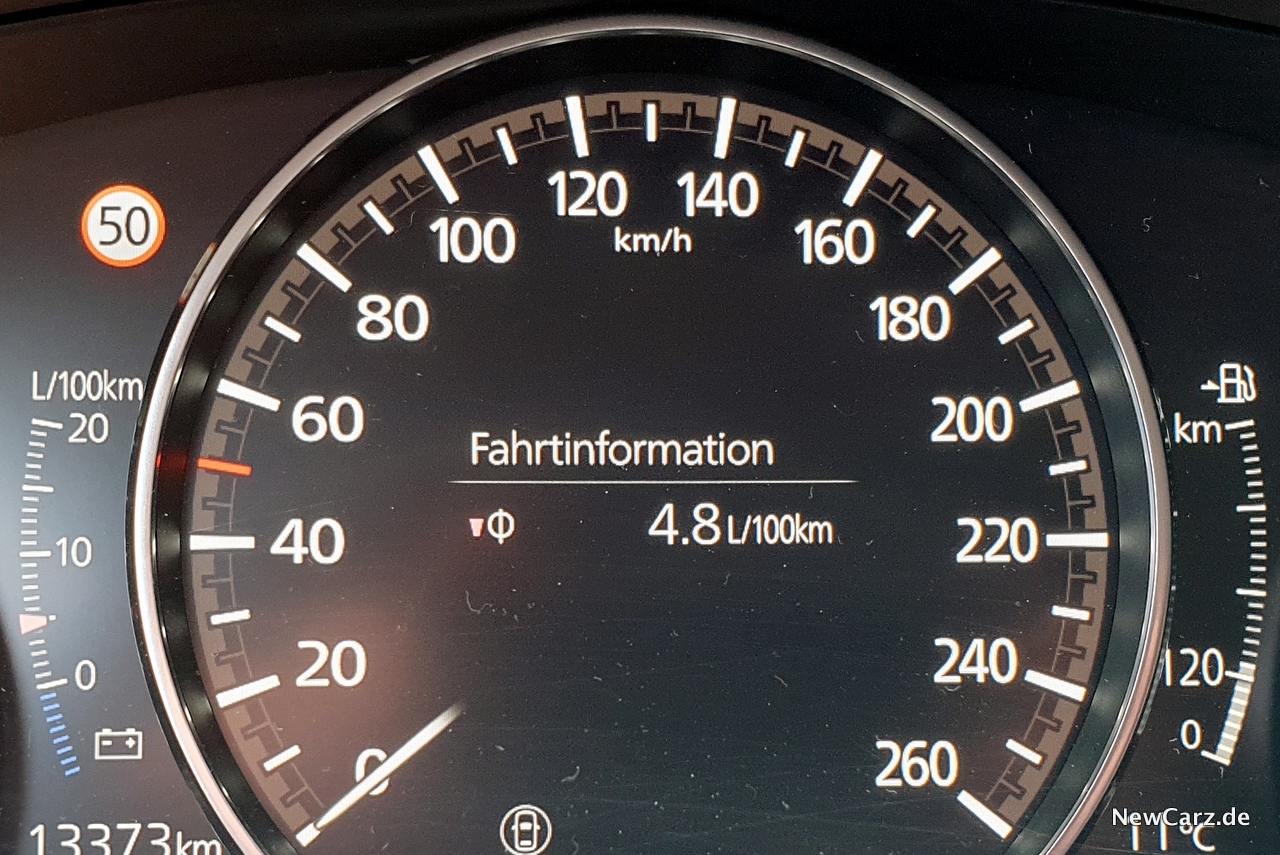 120 140
km/h
100 160
50
80 180
60 200
L/100km
20
10
0
km
120
0
Fahrtinformation
Φ 4.8 L/100km
40 220
20 240
0 260
13373km
11°C
NewCarz.de